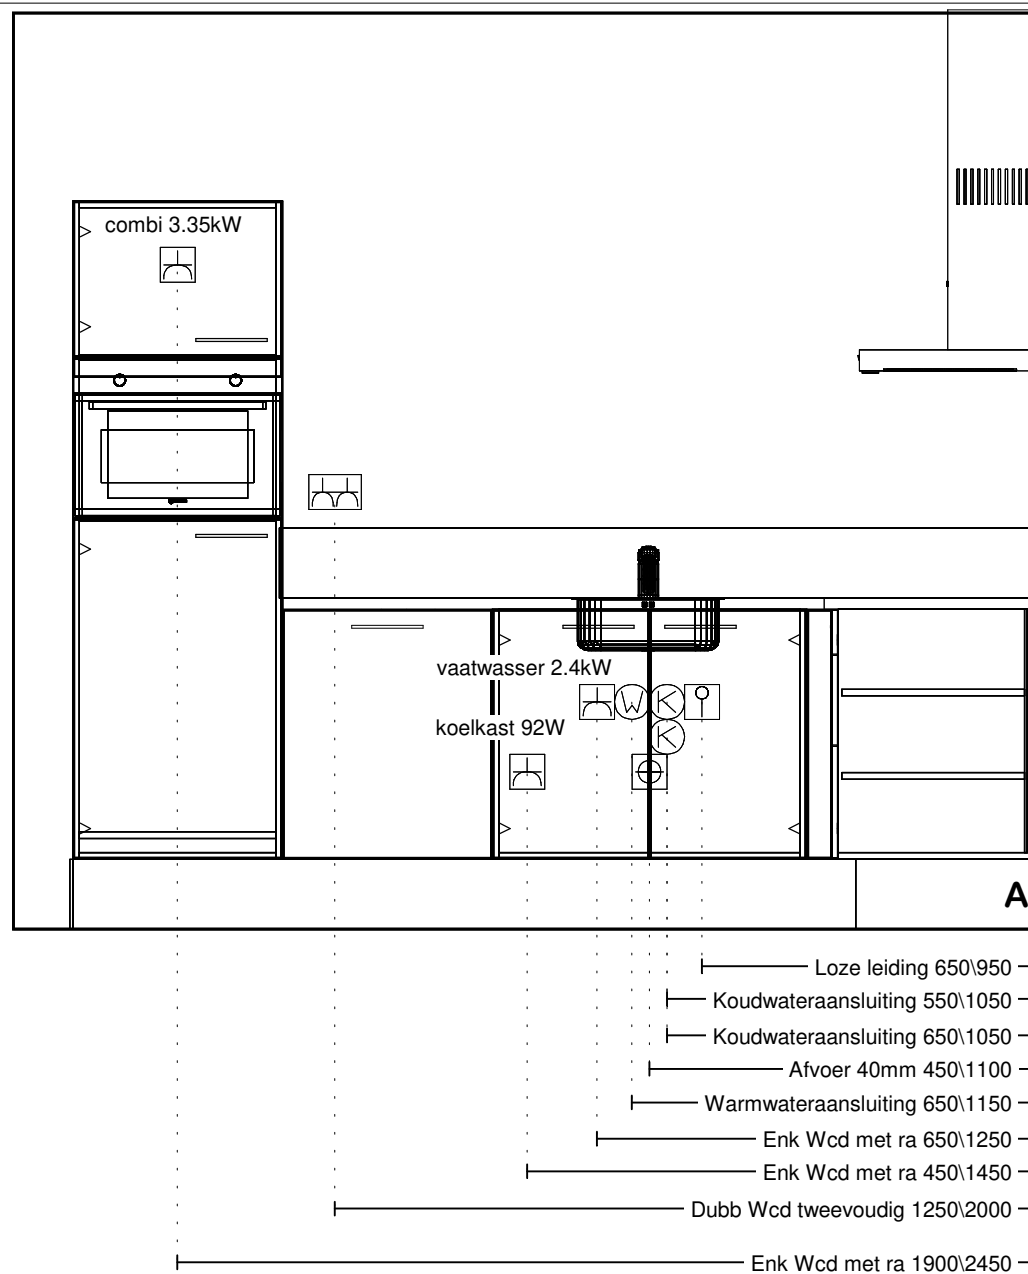 combi 3.35kW
vaatwasser 2.4kW
W
K
koelkast 92W
K
A
Loze leiding 650\950
Koudwateraansluiting 550\1050
Koudwateraansluiting 650\1050
Afvoer 40mm 450\1100
Warmwateraansluiting 650\1150
Enk Wcd met ra 650\1250
Enk Wcd met ra 450\1450
Dubb Wcd tweevoudig 1250\2000
Enk Wcd met ra 1900\2450